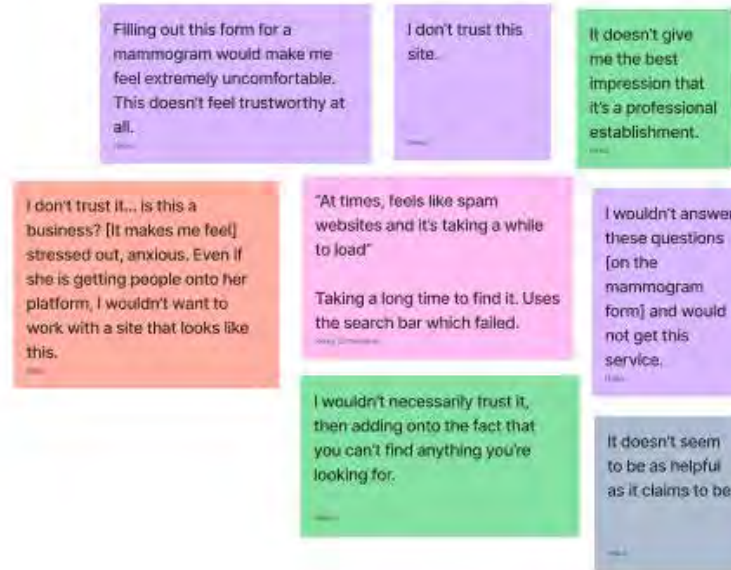 Filling out this form for a
mammogram would make me
feel extremely uncomfortable.
This doesn't feel trustworthy at
all.
I don't trust this
site.
It doesn't give
me the best
impression that
it's a professional
establishment.
I don't trust it... is this a
business? [It makes me feel]
stressed out, anxious. Even if
she is getting people onto her
platform, I wouldn't want to
work with a site that looks like
this.
"At times, feels like spam
websites and it's taking a while
to load"
Taking a long time to find it. Uses
the search bar which failed.
I wouldn't answer
these questions
[on the
mammogram
form] and would
not get this
service.
I wouldn't necessarily trust it,
then adding onto the fact that
you can't find anything you're
looking for.
It doesn't seem
to be as helpful
as it claims to be